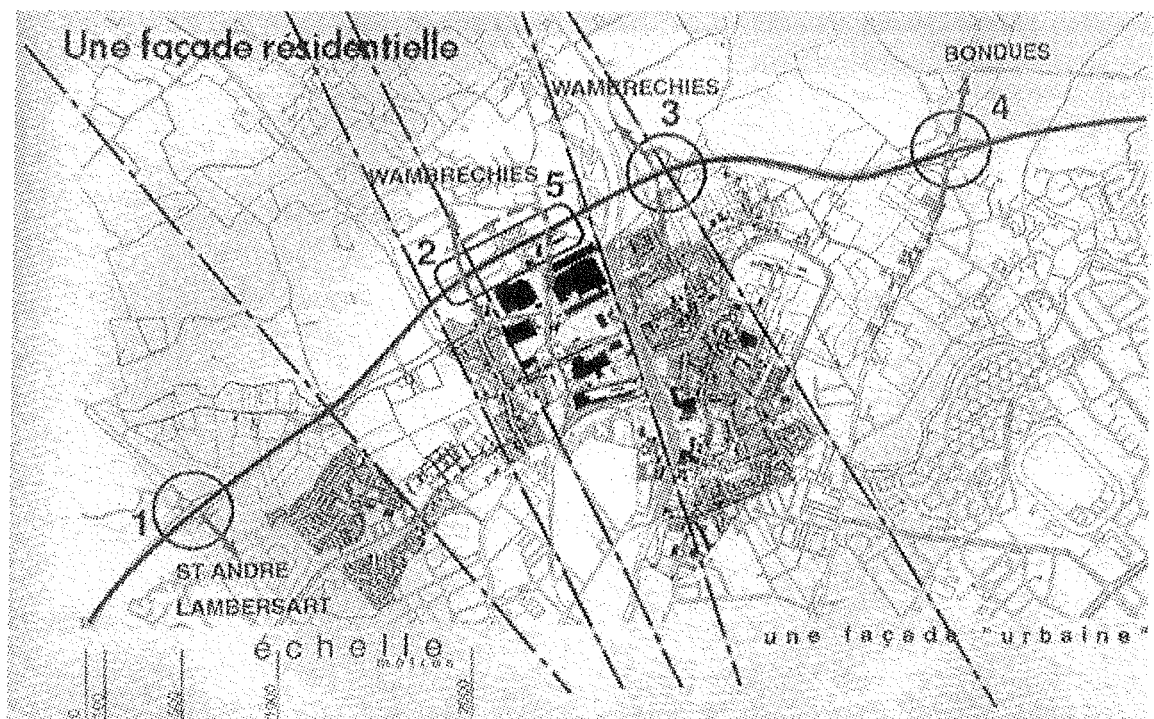 Une façade résidentielle
BONDUES
WAMBRECHIES
3
4
WAMBRECHIES
5
2
1
ST ANDRE
LAMBERSART
une façade "urbaine"
échelle
mètres